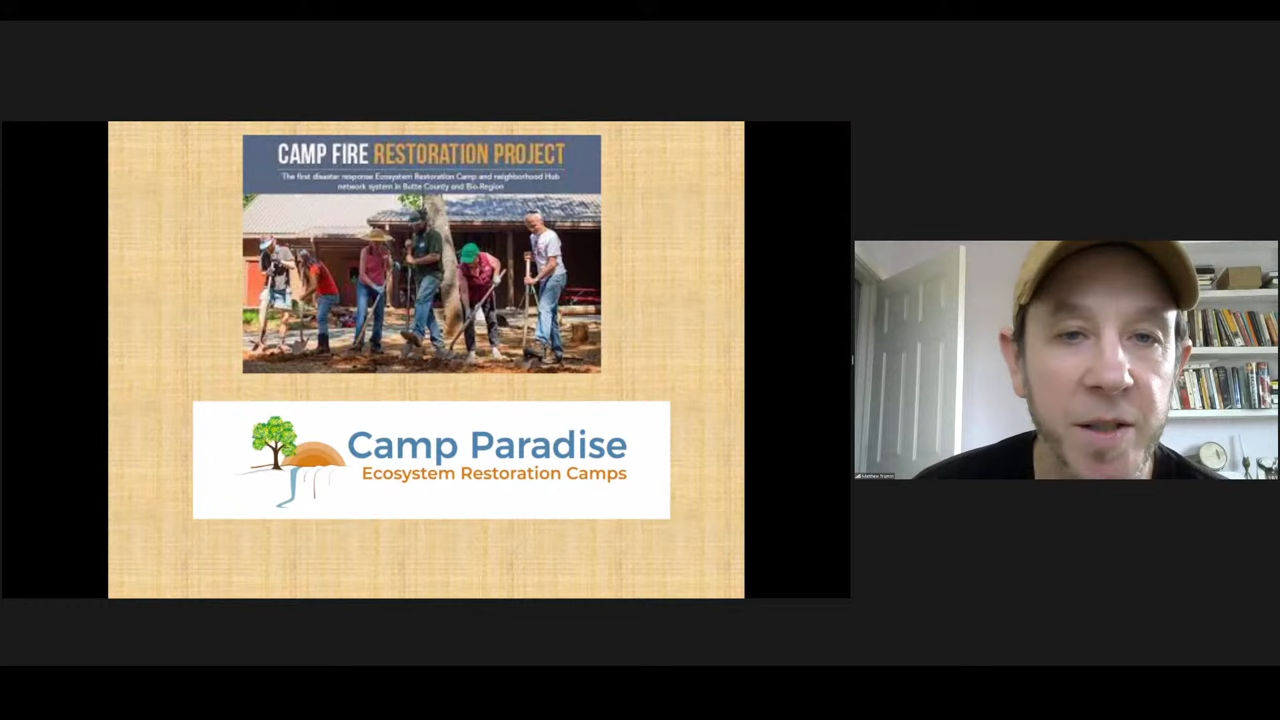 CAMP FIRE RESTORATION PROJECT
The first disaster response Ecosystem Restoration Camp and neighborhood Hub
network system in Butte County and Bio-Region
Camp Paradise
Ecosystem Restoration Camps
Matthew